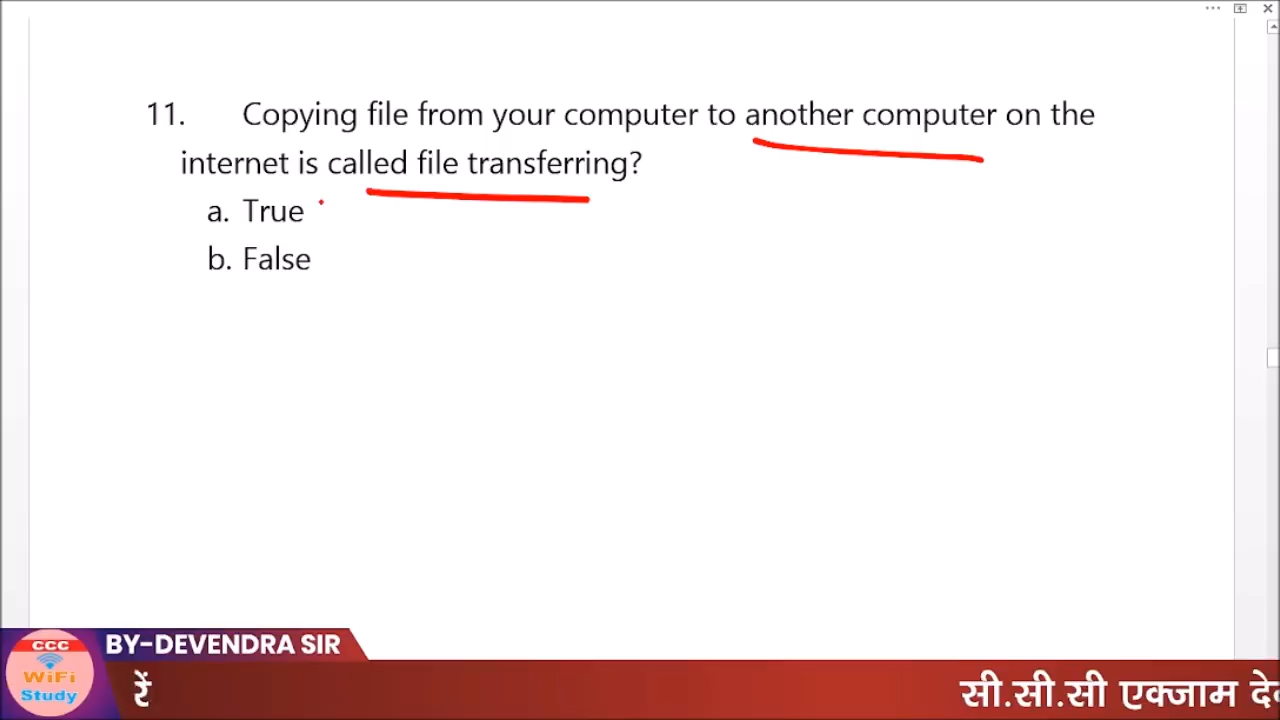 11. Copying file from your computer to another computer on the
internet is called file transferring?
a. True
b. False
BY-DEVENDRA SIR
CCC
WiFi
Study
रें
सी.सी.सी एक्जाम